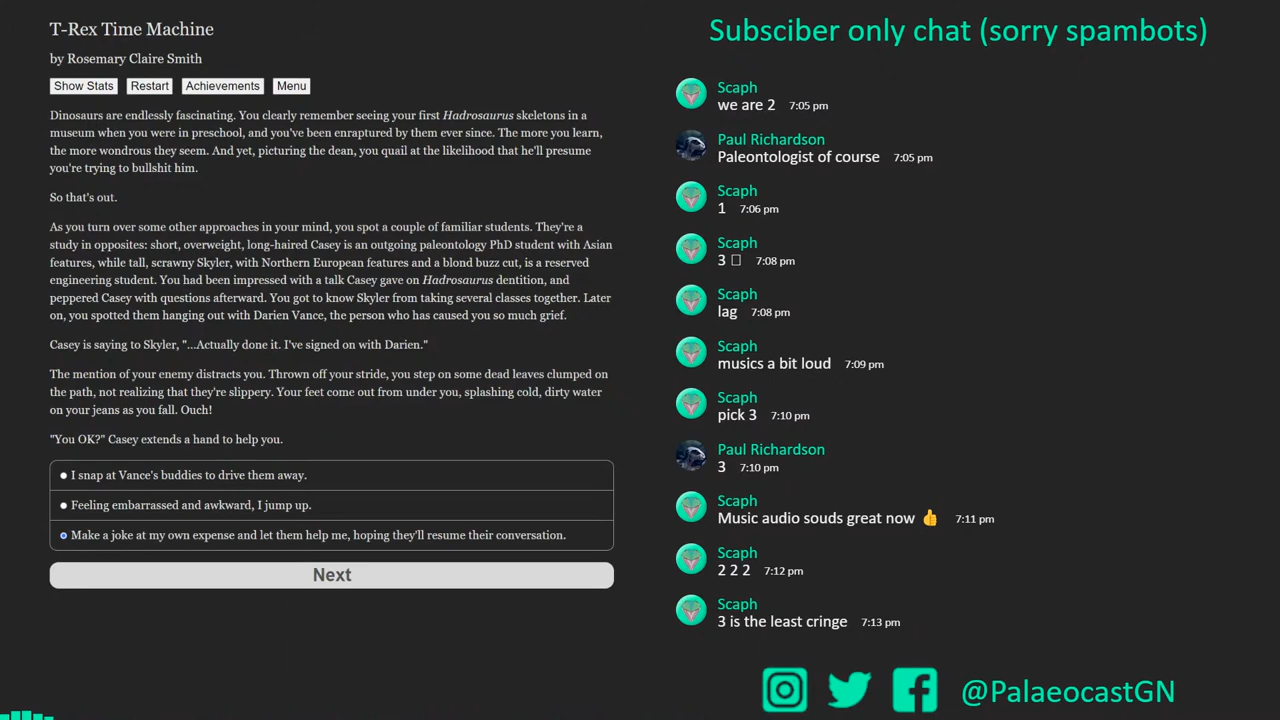 T-Rex Time Machine
by Rosemary Claire Smith
Show Stats Restart Achievements Menu
Dinosaurs are endlessly fascinating. You clearly remember seeing your first Hadrosaurus skeletons in a
museum when you were in preschool, and you've been enraptured by them ever since. The more you learn,
the more wondrous they seem. And yet, picturing the dean, you quail at the likelihood that he'll presume
you're trying to bullshit him.
So that's out.
As you turn over some other approaches in your mind, you spot a couple of familiar students. They're a
study in opposites: short, overweight, long-haired Casey is an outgoing paleontology PhD student with Asian
features, while tall, scrawny Skyler, with Northern European features and a blond buzz cut, is a reserved
engineering student. You had been impressed with a talk Casey gave on Hadrosaurus dentition, and
peppered Casey with questions afterward. You got to know Skyler from taking several classes together. Later
on, you spotted them hanging out with Darien Vance, the person who has caused you so much grief.
Casey is saying to Skyler, "...Actually done it. I've signed on with Darien."
The mention of your enemy distracts you. Thrown off your stride, you step on some dead leaves clumped on
the path, not realizing that they're slippery. Your feet come out from under you, splashing cold, dirty water
on your jeans as you fall. Ouch!
"You OK?" Casey extends a hand to help you.
I snap at Vance's buddies to drive them away.
Feeling embarrassed and awkward, I jump up.
Make a joke at my own expense and let them help me, hoping they'll resume their conversation.
Next
Subsciber only chat (sorry spambots)
Scaph
we are 2 7:05 pm
Paul Richardson
Paleontologist of course 7:05 pm
Scaph
1 7:06 pm
Scaph
3 7:08 pm
Scaph
lag 7:08 pm
Scaph
musics a bit loud 7:09 pm
Scaph
pick 3 7:10 pm
Paul Richardson
3 7:10 pm
Scaph
Music audio souds great now 👍 7:11 pm
Scaph
2 2 2 7:12 pm
Scaph
3 is the least cringe 7:13 pm
@PalaeocastGN